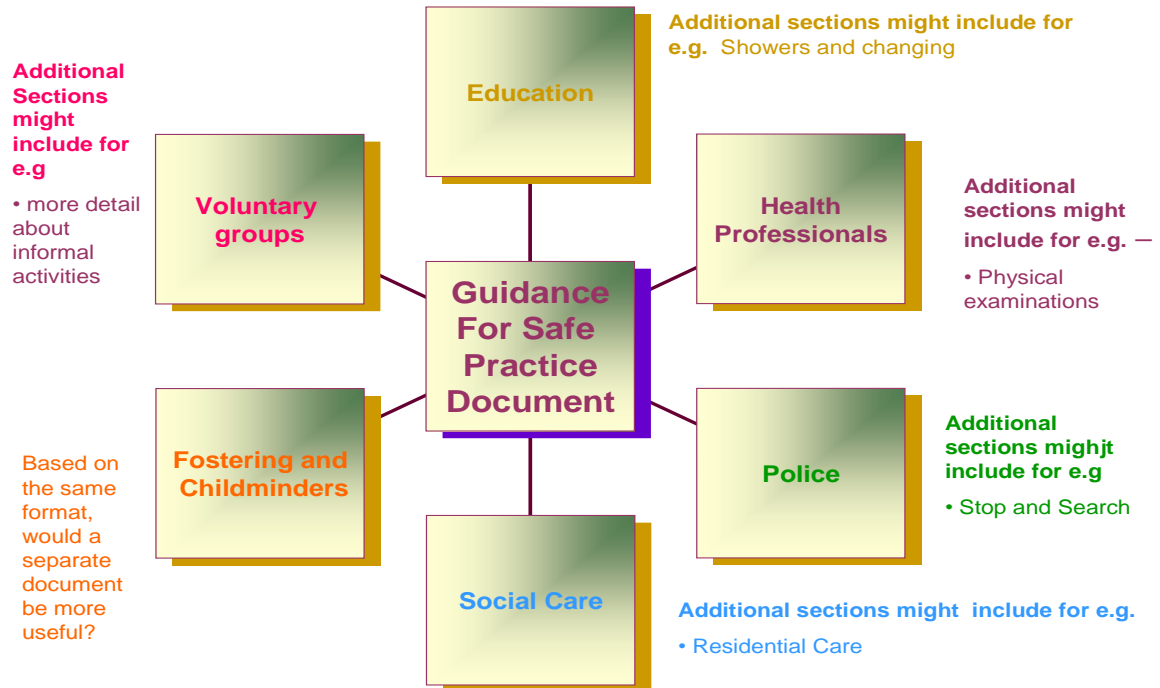 Additional sections might include for
e.g. Showers and changing
Education
Additional
Sections
might
include for
e.g
• more detail
about
informal
activities
Voluntary
groups
Health
Professionals
Additional
sections might
include for e.g. –
• Physical
examinations
Guidance
For Safe
Practice
Document
Based on
the same
format,
would a
separate
document
be more
useful?
Fostering and
Childminders
Police
Additional
sections mighjt
include for e.g
• Stop and Search
Social Care
Additional sections might include for e.g.
• Residential Care